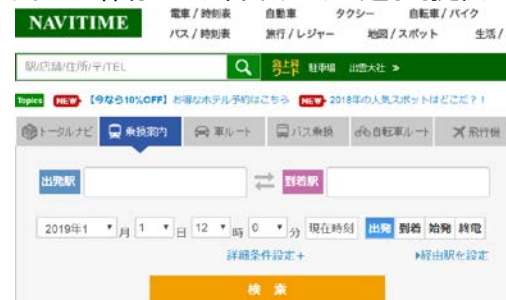 NAVITIME
電車 / 時刻表 自動車 タクシー 自転車 / バイク
バス / 時刻表 旅行 / レジャー 地図 / スポット 生活 /
駅/店舗/住所/〒/TEL 急上昇ワード 駐車場 出雲大社 »
Topics NEW 【今なら10%OFF】お得なホテル予約はこちら NEW 2018年の人気スポットはどこだ？！
トータルナビ 乗換案内 車ルート バス乗換 自転車ルート 飛行機
出発駅 到着駅
2019年1 月 1 日 12 時 0 分 現在時刻 出発 到着 始発 終電
詳細条件設定+ 経由駅を設定
検 索